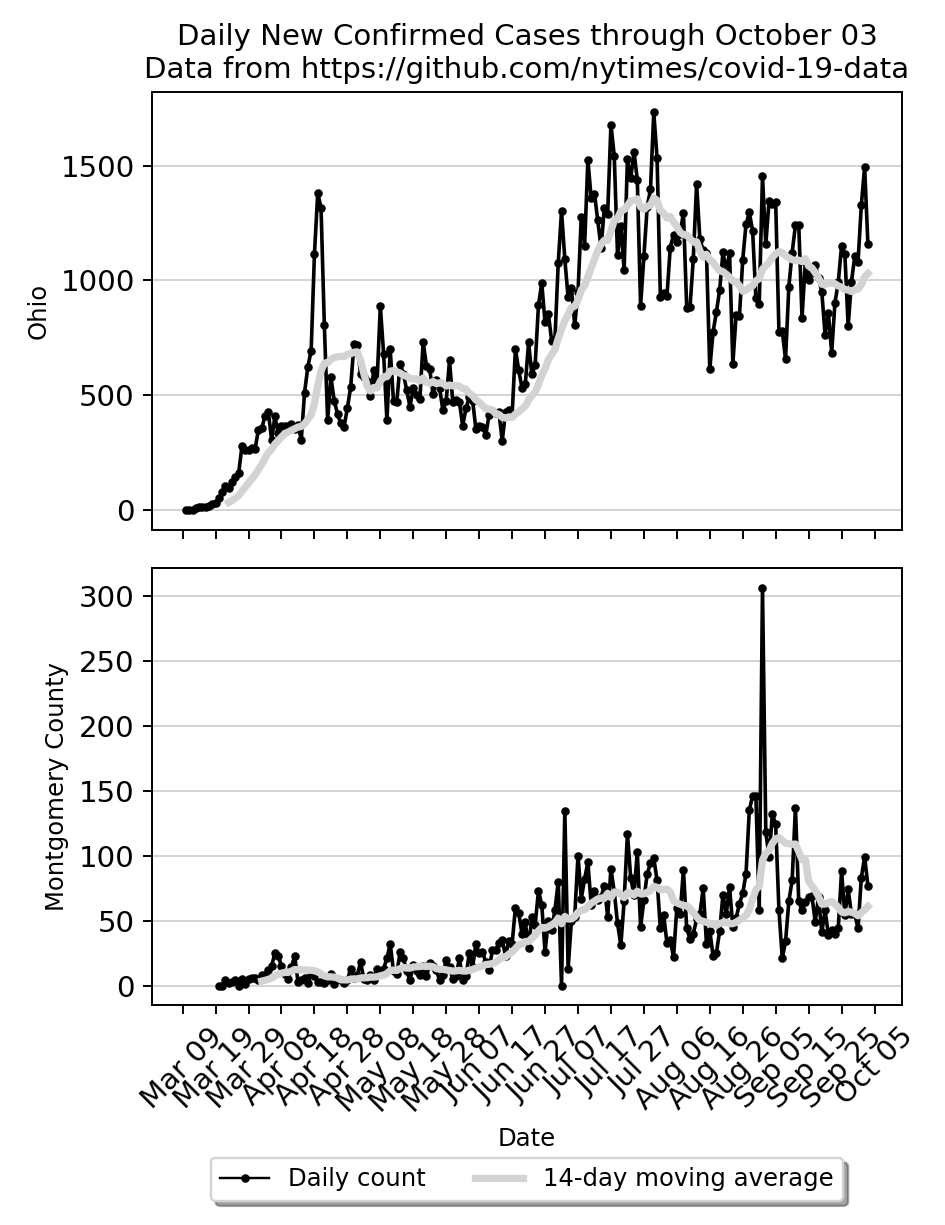 Daily New Confirmed Cases through October 03
Data from https://github.com/nytimes/covid-19-data
1500
1000
500
0
Ohio
300
250
200
150
100
50
0
Montgomery County
Mar 09
Mar 19
Mar 29
Apr 08
Apr 18
Apr 28
May 08
May 18
May 28
Jun 07
Jun 17
Jun 27
Jul 07
Jul 17
Jul 27
Aug 06
Aug 16
Aug 26
Sep 05
Sep 15
Sep 25
Oct 05
Date
Daily count
14-day moving average